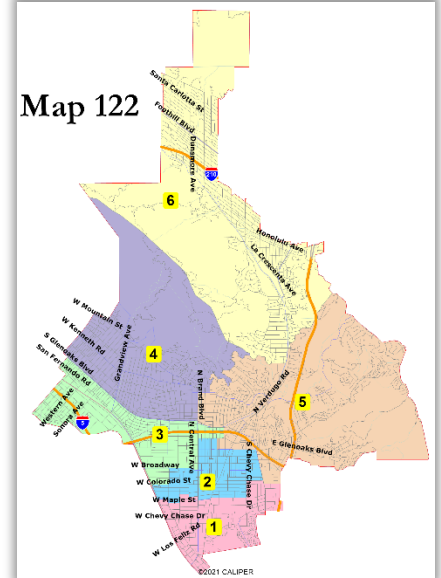 Map 122
Santa Carlotta St
Foothill Blvd
Dunsmore Ave
210
6
Honolulu Ave
La Crescenta Ave
W Mountain St
W Kenneth Rd
S Glenoaks Blvd
San Fernando Rd
Grandview Ave
4
N Brand Blvd
N Verdugo Rd
5
Western Ave
Sonora Ave
5
3
N Central Ave
E Glenoaks Blvd
S Chevy Chase Dr
W Broadway
W Colorado St
2
W Maple St
W Chevy Chase Dr
1
W Los Feliz Rd
©2021 CALIPER